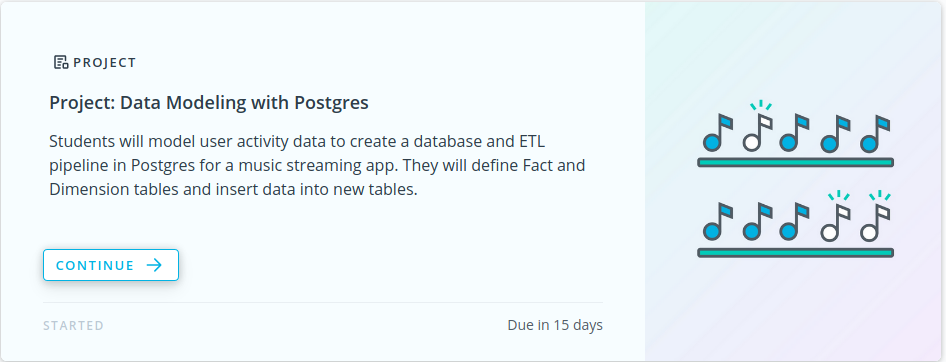 PROJECT
Project: Data Modeling with Postgres
Students will model user activity data to create a database and ETL
pipeline in Postgres for a music streaming app. They will define Fact and
Dimension tables and insert data into new tables.
CONTINUE
STARTED
Due in 15 days